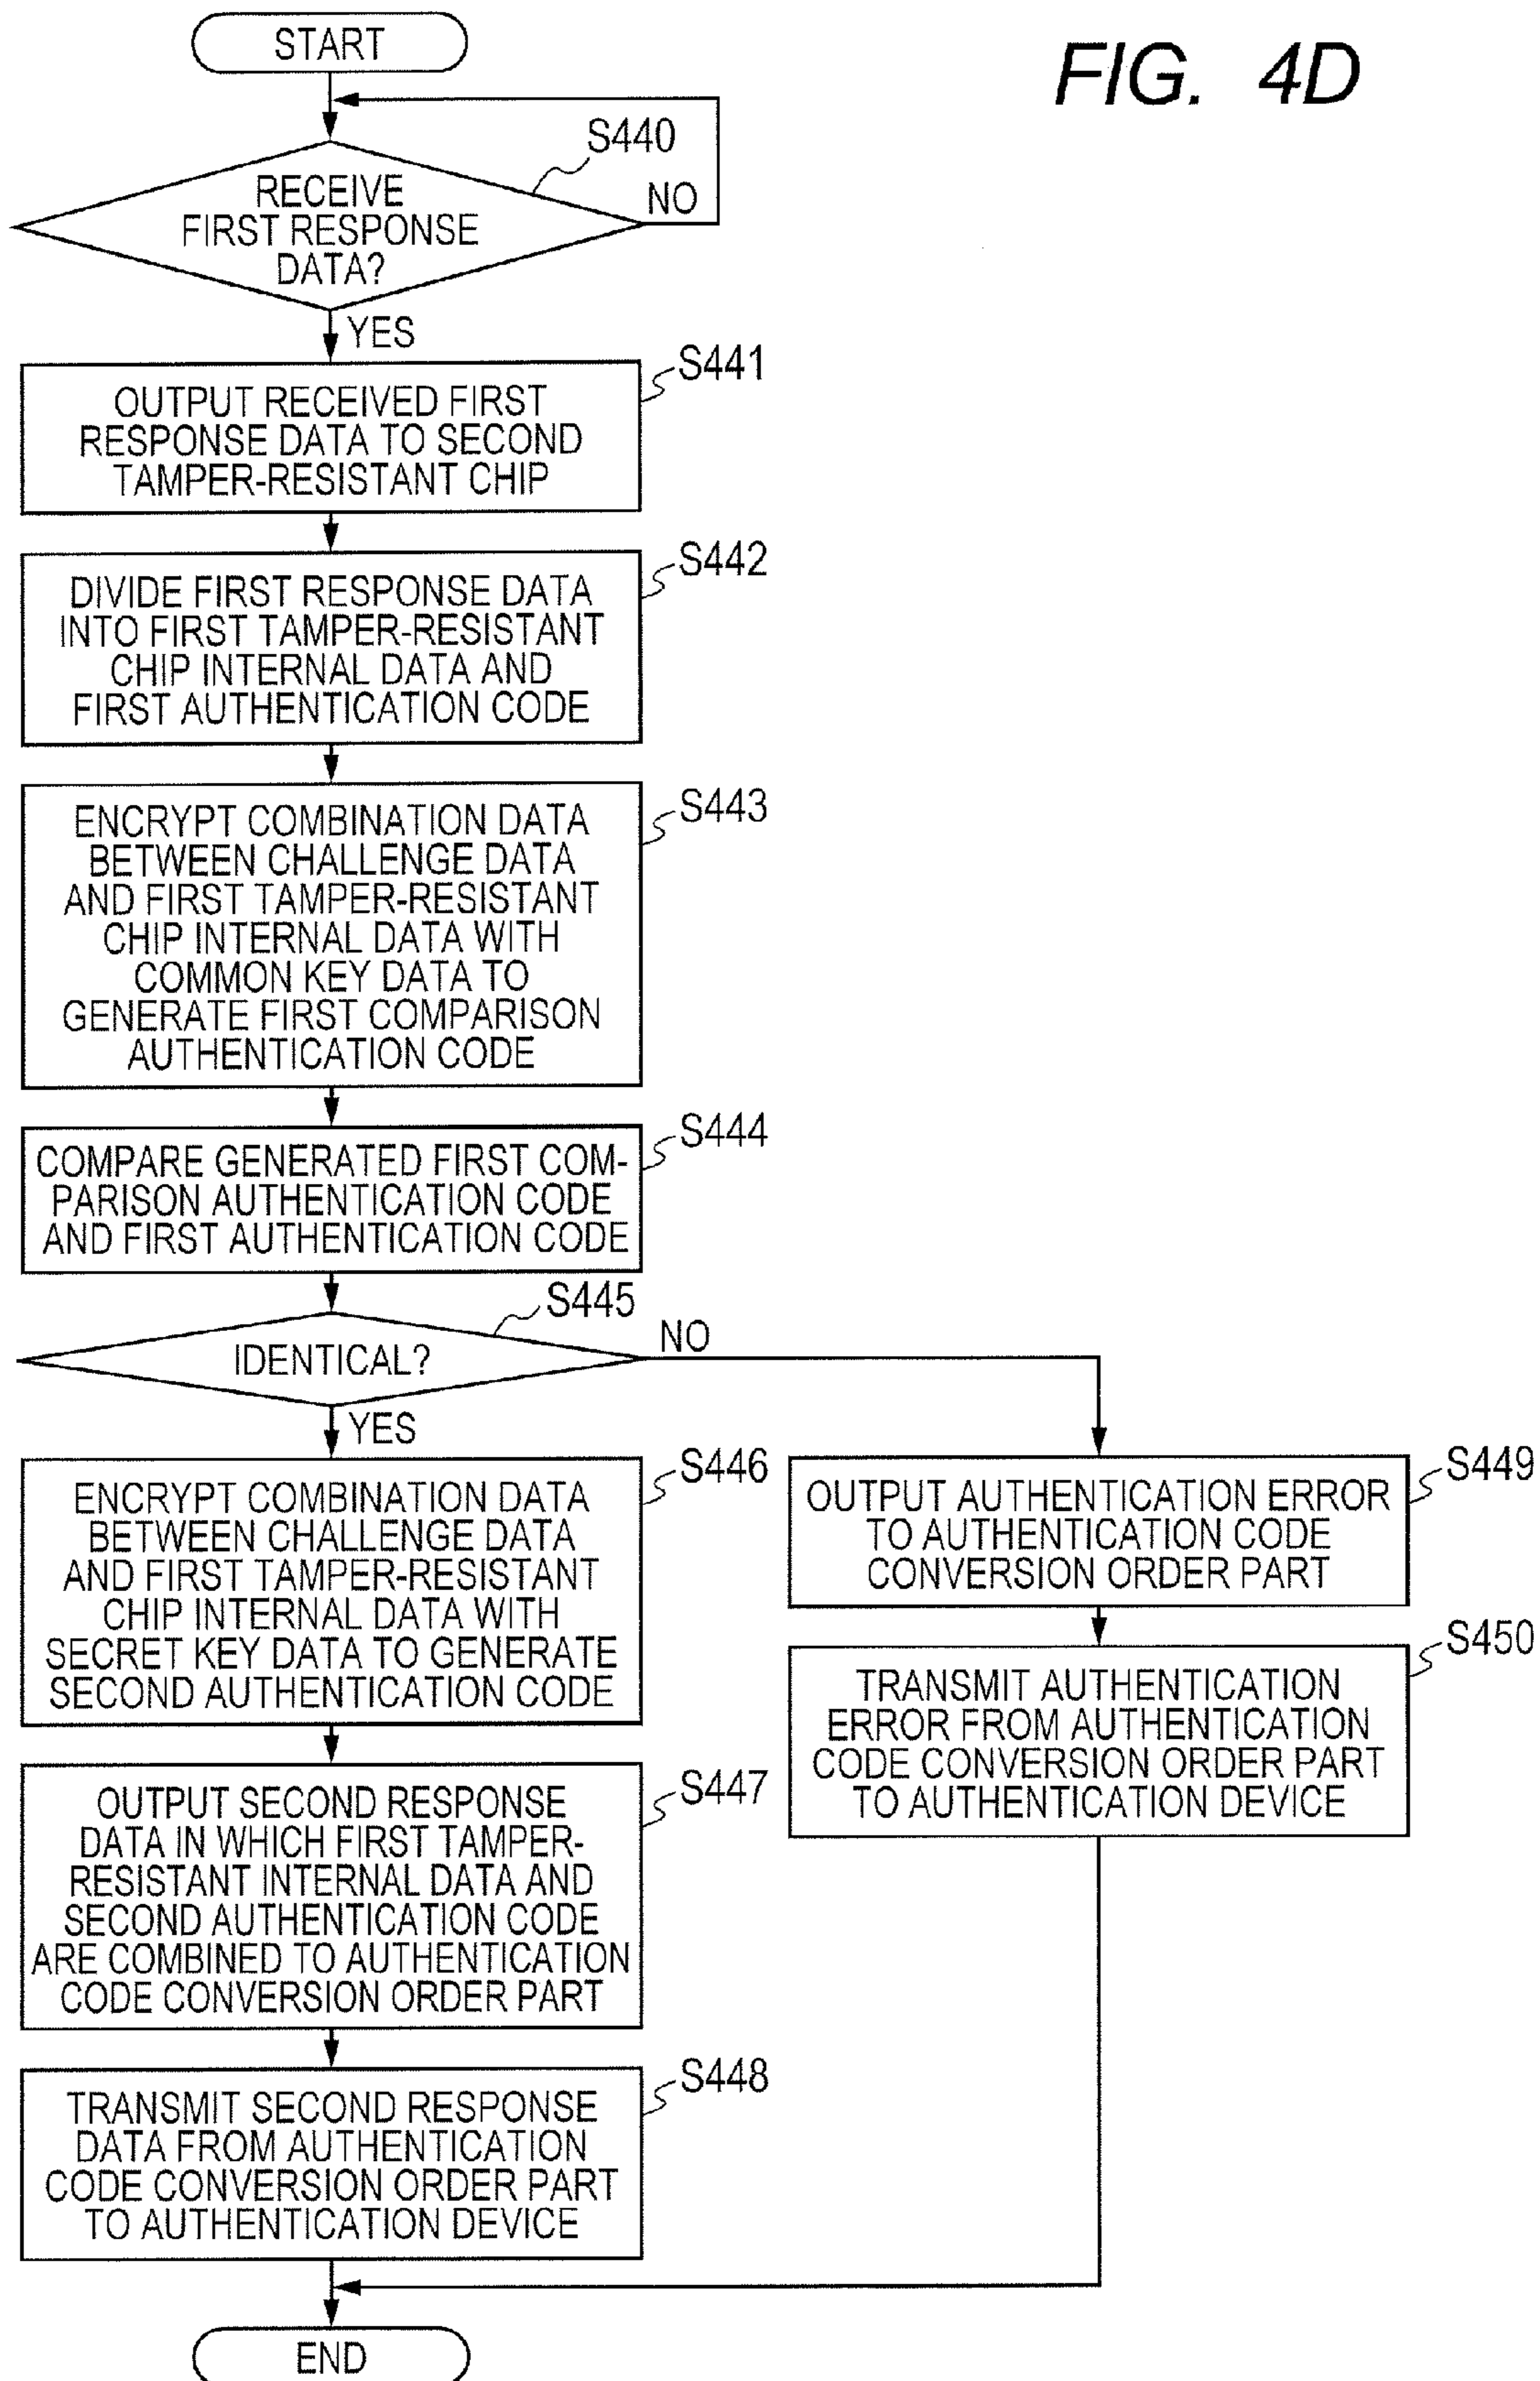 FIG. 4D
START
S440
RECEIVE
FIRST RESPONSE
DATA?
NO
YES
S441
OUTPUT RECEIVED FIRST
RESPONSE DATA TO SECOND
TAMPER-RESISTANT CHIP
S442
DIVIDE FIRST RESPONSE DATA
INTO FIRST TAMPER-RESISTANT
CHIP INTERNAL DATA AND
FIRST AUTHENTICATION CODE
S443
ENCRYPT COMBINATION DATA
BETWEEN CHALLENGE DATA
AND FIRST TAMPER-RESISTANT
CHIP INTERNAL DATA WITH
COMMON KEY DATA TO
GENERATE FIRST COMPARISON
AUTHENTICATION CODE
S444
COMPARE GENERATED FIRST COM-
PARISON AUTHENTICATION CODE
AND FIRST AUTHENTICATION CODE
S445
IDENTICAL?
NO
YES
S446
ENCRYPT COMBINATION DATA
BETWEEN CHALLENGE DATA
AND FIRST TAMPER-RESISTANT
CHIP INTERNAL DATA WITH
SECRET KEY DATA TO GENERATE
SECOND AUTHENTICATION CODE
S447
OUTPUT SECOND RESPONSE
DATA IN WHICH FIRST TAMPER-
RESISTANT INTERNAL DATA AND
SECOND AUTHENTICATION CODE
ARE COMBINED TO AUTHENTICATION
CODE CONVERSION ORDER PART
S448
TRANSMIT SECOND RESPONSE
DATA FROM AUTHENTICATION
CODE CONVERSION ORDER PART
TO AUTHENTICATION DEVICE
S449
OUTPUT AUTHENTICATION ERROR
TO AUTHENTICATION CODE
CONVERSION ORDER PART
S450
TRANSMIT AUTHENTICATION
ERROR FROM AUTHENTICATION
CODE CONVERSION ORDER PART
TO AUTHENTICATION DEVICE
END